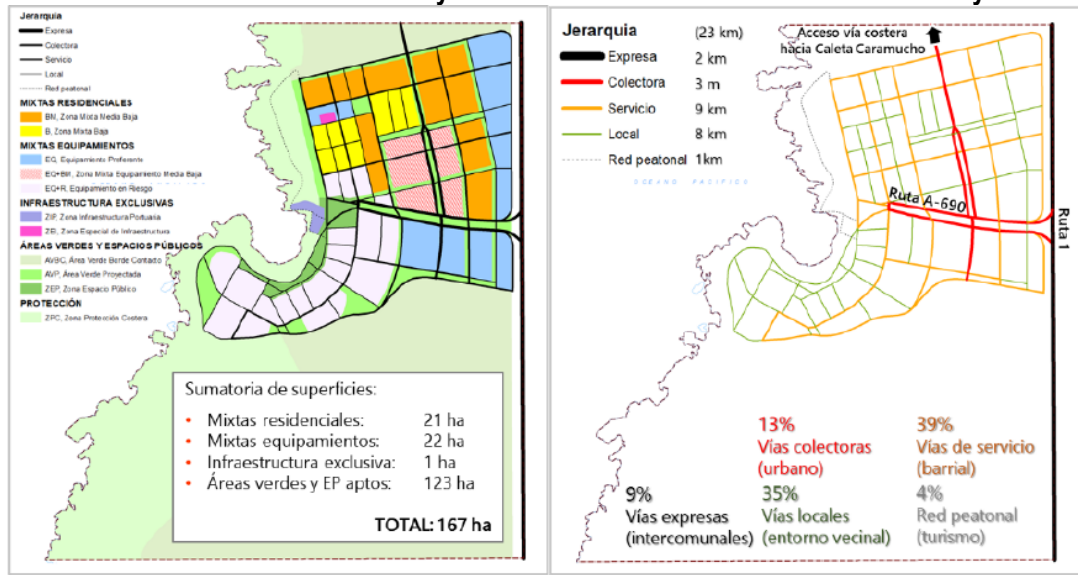 Jerarquia
Expresa
Colectora
Servicio
Local
Red peatonal
MIXTAS RESIDENCIALES
BM, Zona Mixta Media Baja
B, Zona Mixta Baja
MIXTAS EQUIPAMIENTOS
EQ, Equipamiento Preferente
EQ+BM, Zona Mixta Equipamiento Media Baja
EQ+R, Equipamiento en Riesgo
INFRAESTRUCTURA EXCLUSIVAS
ZIP, Zona Infraestructura Portuaria
ZEI, Zona Especial de Infraestructura
ÁREAS VERDES Y ESPACIOS PÚBLICOS
AVBC, Área Verde Borde Costado
AVP, Área Verde Proyectada
ZEP, Zona Espacio Público
PROTECCIÓN
ZPC, Zona Protección Costera
Sumatoria de superficies:
• Mixtas residenciales: 21 ha
• Mixtas equipamientos: 22 ha
• Infraestructura exclusiva: 1 ha
• Áreas verdes y EP aptos: 123 ha
TOTAL: 167 ha
Jerarquia (23 km)
Expresa 2 km
Colectora 3 m
Servicio 9 km
Local 8 km
Red peatonal 1km
OCEANO PACIFICO
Acceso vía costera
hacia Caleta Caramucho
Ruta A-690
Ruta 1
13%
Vías colectoras
(urbano)
39%
Vías de servicio
(barrial)
9%
Vías expresas
(intercomunales)
35%
Vías locales
(entorno vecinal)
4%
Red peatonal
(turismo)